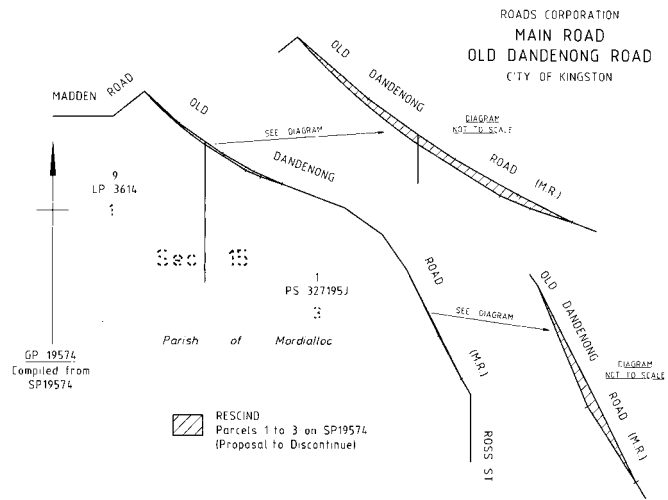 ROADS CORPORATION
MAIN ROAD
OLD DANDENONG ROAD
CITY OF KINGSTON
OLD
DANDENONG
ROAD (M.R.)
DIAGRAM
NOT TO SCALE
MADDEN ROAD
OLD
DANDENONG
ROAD
(M.R.)
SEE DIAGRAM
9
LP 3614
1
Sec 15
1
PS 327195J
3
Parish of Mordialloc
SEE DIAGRAM
OLD
DANDENONG
ROAD (M.R.)
DIAGRAM
NOT TO SCALE
GP 19574
Compiled from
SP19574
RESCIND
Parcels 1 to 3 on SP19574
(Proposal to Discontinue)
ROSS ST